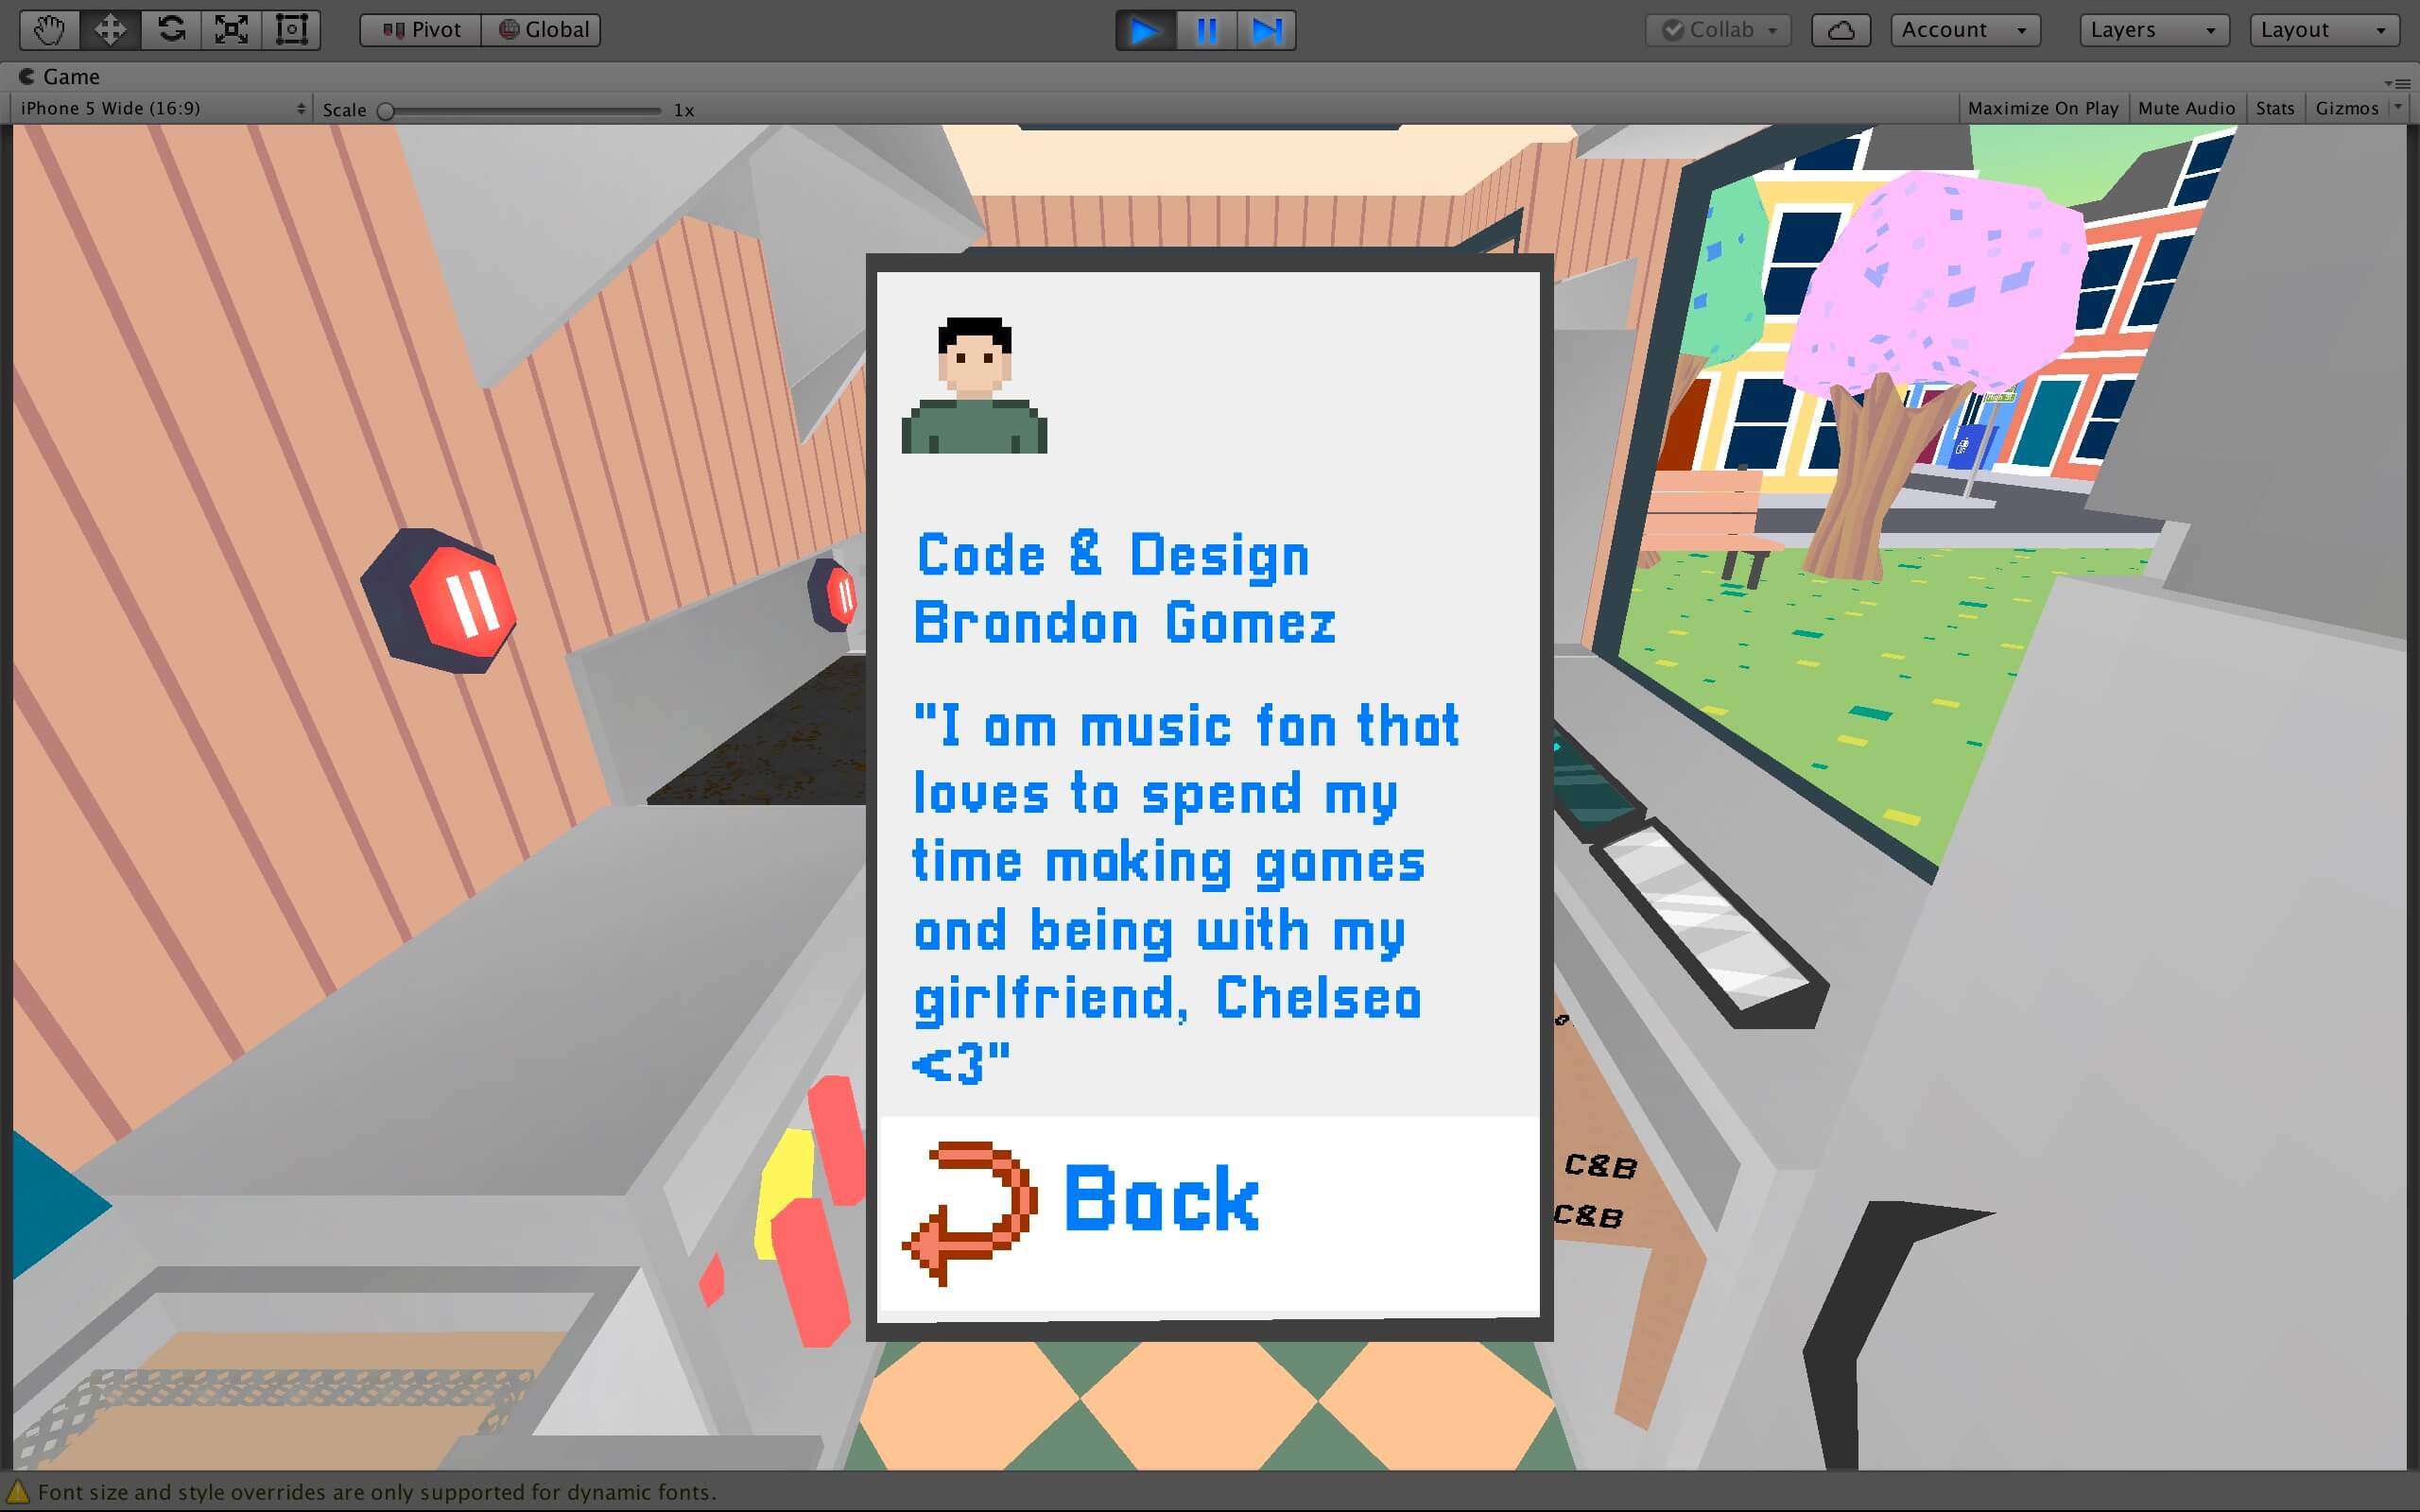 Pivot Global Collab Account Layers Layout
Game
iPhone 5 Wide (16:9) Scale 1x Maximize On Play Mute Audio Stats Gizmos
High St
Code & Design
Brandon Gomez
"I am music fan that
loves to spend my
time making games
and being with my
girlfriend, Chelsea
<3"
C&B
Back
C&B
Font size and style overrides are only supported for dynamic fonts.